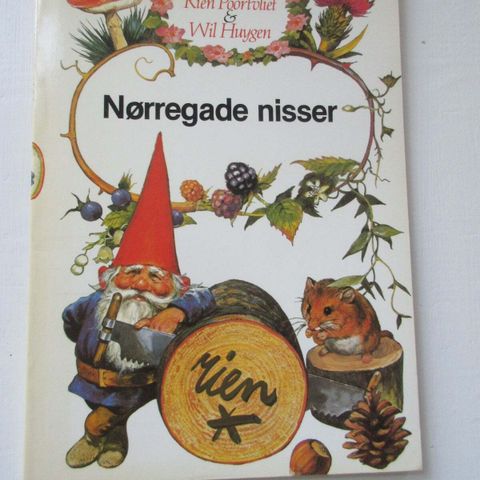 Rien Poortvliet
&
Wil Huygen
Nørregade nisser
rien